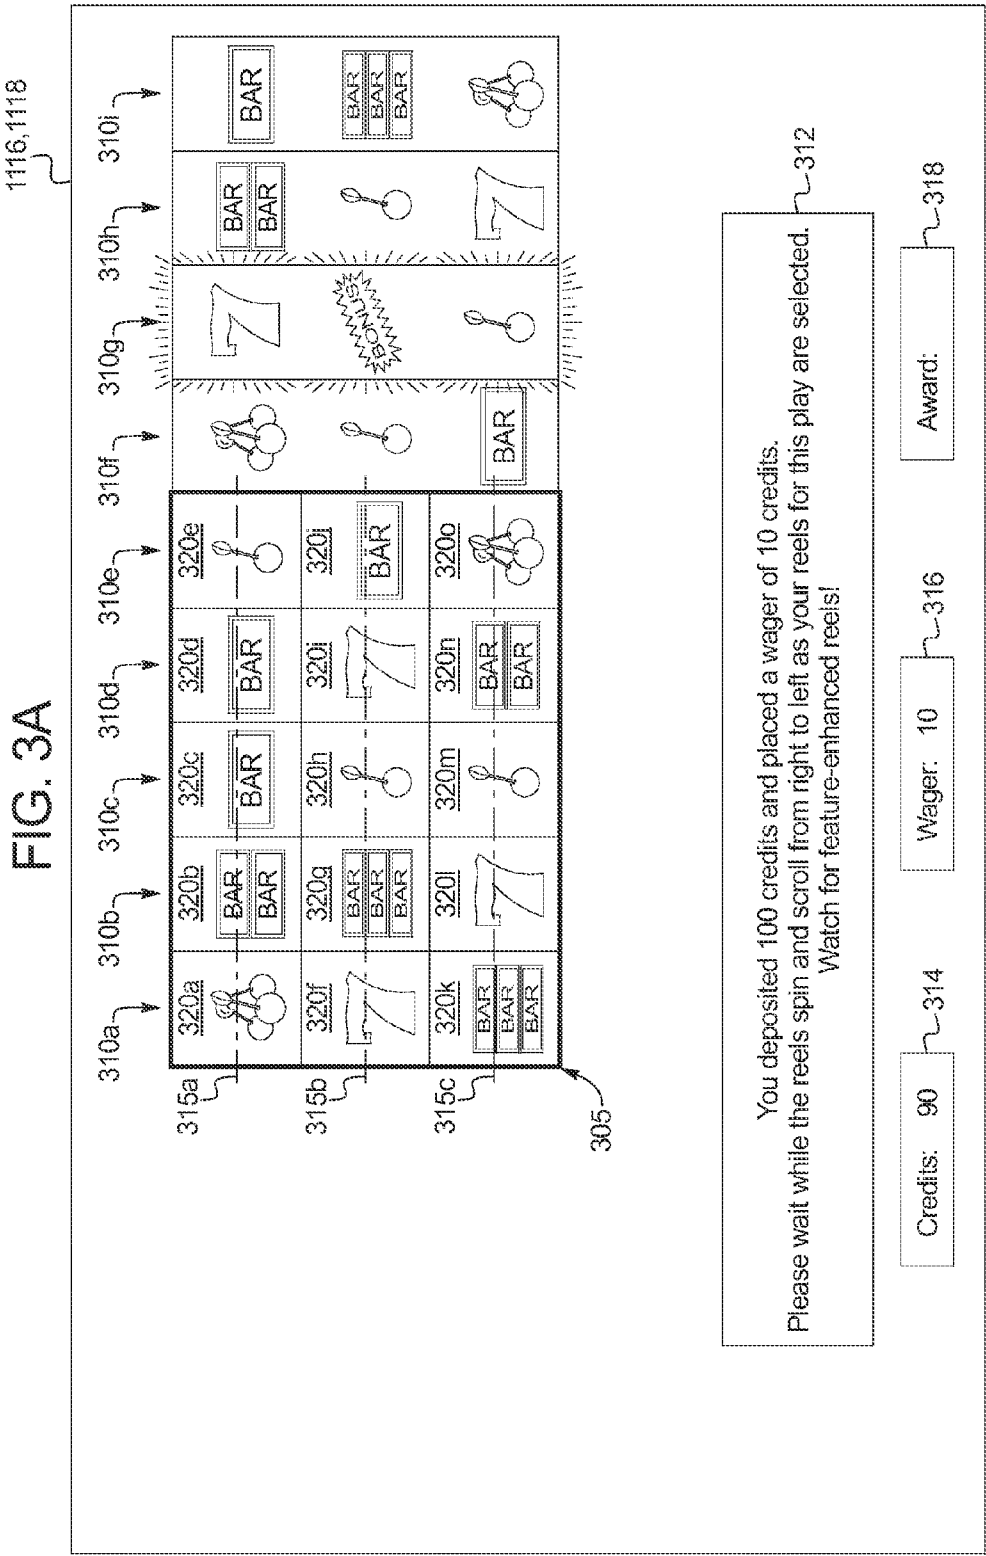 FIG. 3A
1116,1118
310a 310b 310c 310d 310e 310f 310g 310h 310i
315a 320a 320b BAR BAR 320c BAR 320d BAR 320e 7 BAR BAR BAR
315b 320f 7 320g BAR BAR BAR 320h 320i 7 320j BAR BONUS BAR BAR BAR
315c 320k BAR BAR BAR 320l 7 320m 320n BAR BAR 320o BAR 7
305
312
You deposited 100 credits and placed a wager of 10 credits.
Please wait while the reels spin and scroll from right to left as your reels for this play are selected.
Watch for feature-enhanced reels!
314 316 318
Credits: 90 Wager: 10 Award: